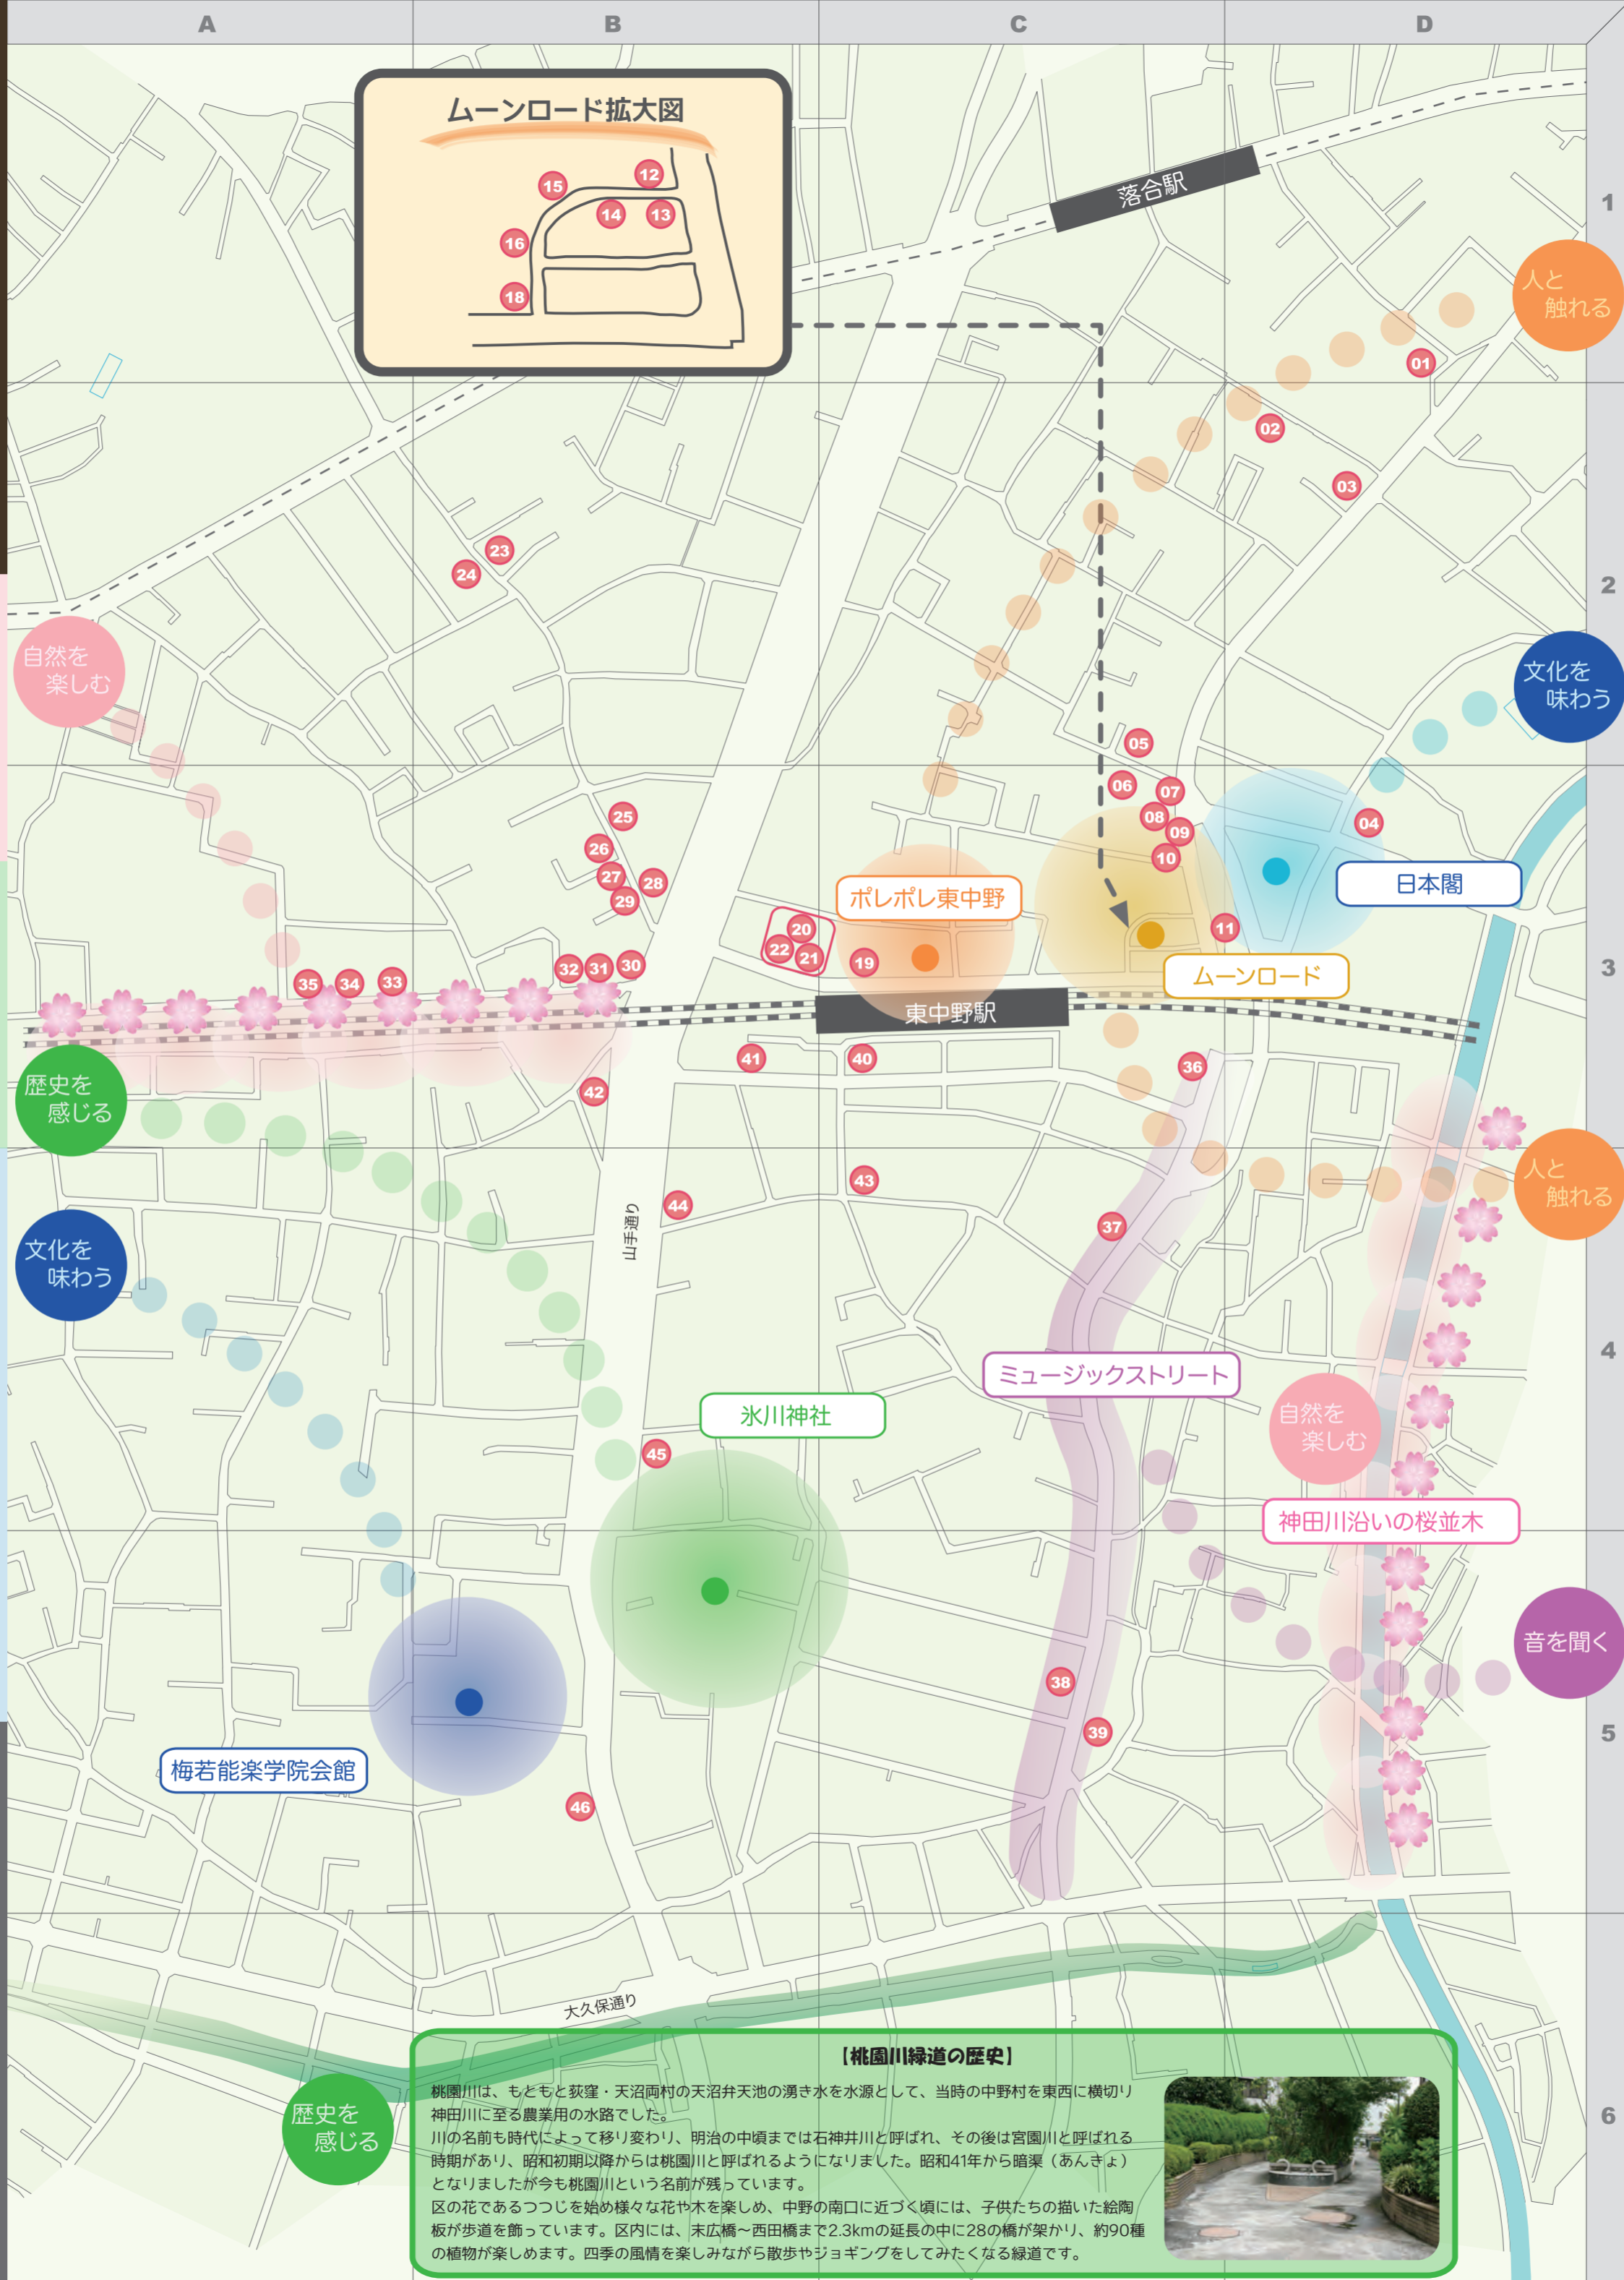 A
B
C
D
ムーンロード拡大図
12
15
14
13
16
18
落合駅
1
人と
触れる
01
02
03
23
24
2
自然を
楽しむ
文化を
味わう
05
06
07
08
09
10
04
25
26
27
28
29
日本閣
ポレポレ東中野
20
22
21
19
11
ムーンロード
32
31
30
35
34
33
3
東中野駅
歴史を
感じる
41
40
36
42
人と
触れる
43
44
37
山手通り
文化を
味わう
4
ミュージックストリート
氷川神社
自然を
楽しむ
45
神田川沿いの桜並木
音を聞く
38
39
5
梅若能楽学院会館
46
大久保通り
歴史を
感じる
6
【桃園川緑道の歴史】
桃園川は、もともと荻窪・天沼両村の天沼弁天池の湧き水を水源として、当時の中野村を東西に横切り
神田川に至る農業用の水路でした。
川の名前も時代によって移り変わり、明治の中頃までは石神井川と呼ばれ、その後は宮園川と呼ばれる
時期があり、昭和初期以降からは桃園川と呼ばれるようになりました。昭和41年から暗渠（あんきょ）
となりましたが今も桃園川という名前が残っています。
区の花であるつつじを始め様々な花や木を楽しめ、中野の南口に近づく頃には、子供たちの描いた絵陶
板が歩道を飾っています。区内には、末広橋〜西田橋まで2.3kmの延長の中に28の橋が架かり、約90種
の植物が楽しめます。四季の風情を楽しみながら散歩やジョギングをしてみたくなる緑道です。